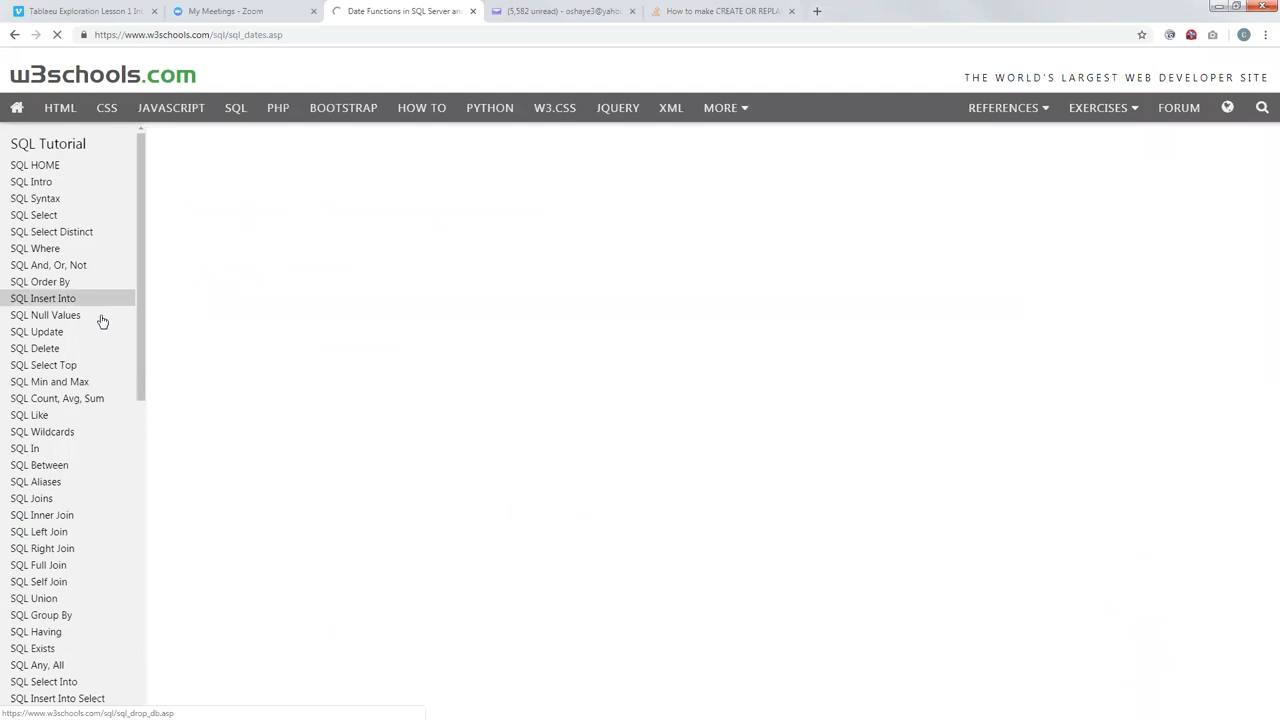 Tablaeu Exploration Lesson 1 In
My Meetings - Zoom
Date Functions in SQL Server an
(5,582 unread) - oshaye3@yaho
How to make CREATE OR REPLA
https://www.w3schools.com/sql/sql_dates.asp
C
w3schools.com
THE WORLD'S LARGEST WEB DEVELOPER SITE
HTML CSS JAVASCRIPT SQL PHP BOOTSTRAP HOW TO PYTHON W3.CSS JQUERY XML MORE REFERENCES EXERCISES FORUM
SQL Tutorial
SQL HOME
SQL Intro
SQL Syntax
SQL Select
SQL Select Distinct
SQL Where
SQL And, Or, Not
SQL Order By
SQL Insert Into
SQL Null Values
SQL Update
SQL Delete
SQL Select Top
SQL Min and Max
SQL Count, Avg, Sum
SQL Like
SQL Wildcards
SQL In
SQL Between
SQL Aliases
SQL Joins
SQL Inner Join
SQL Left Join
SQL Right Join
SQL Full Join
SQL Self Join
SQL Union
SQL Group By
SQL Having
SQL Exists
SQL Any, All
SQL Select Into
SQL Insert Into Select
https://www.w3schools.com/sql/sql_drop_db.asp